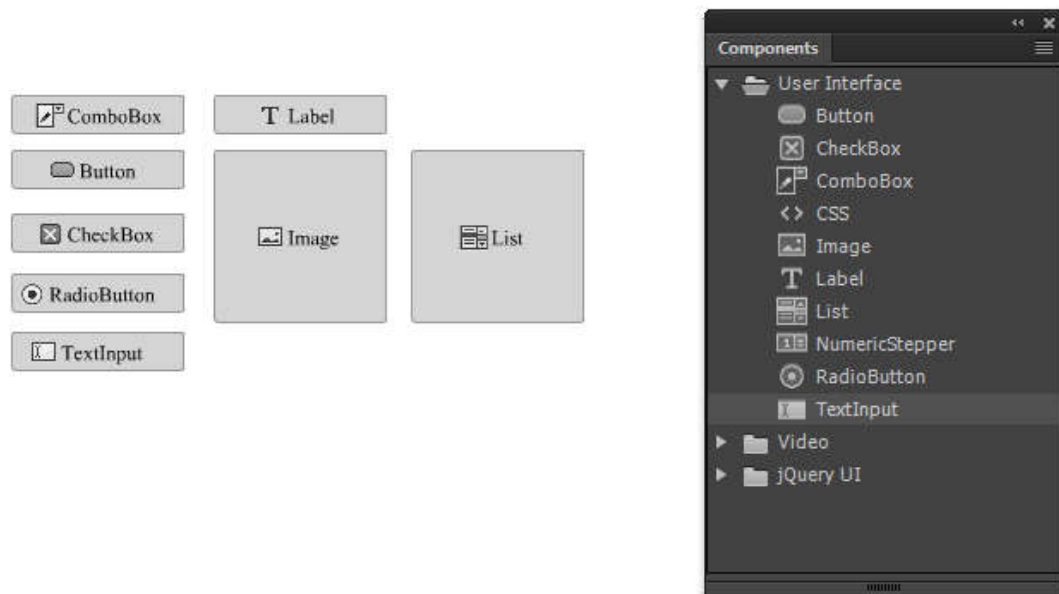 ComboBox
Label
Button
CheckBox
Image
List
RadioButton
TextInput
Components
User Interface
Button
CheckBox
ComboBox
CSS
Image
Label
List
NumericStepper
RadioButton
TextInput
Video
jQuery UI